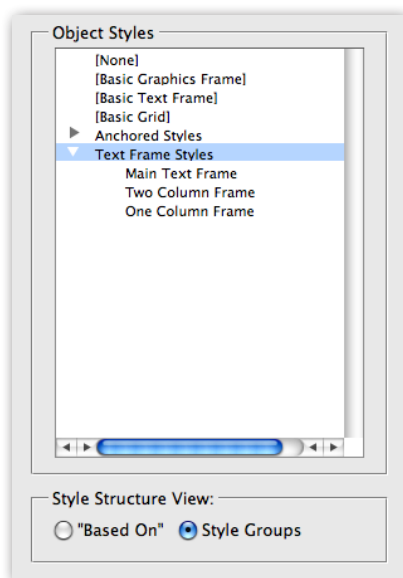 Object Styles
[None]
[Basic Graphics Frame]
[Basic Text Frame]
[Basic Grid]
Anchored Styles
Text Frame Styles
Main Text Frame
Two Column Frame
One Column Frame
Style Structure View:
"Based On" Style Groups